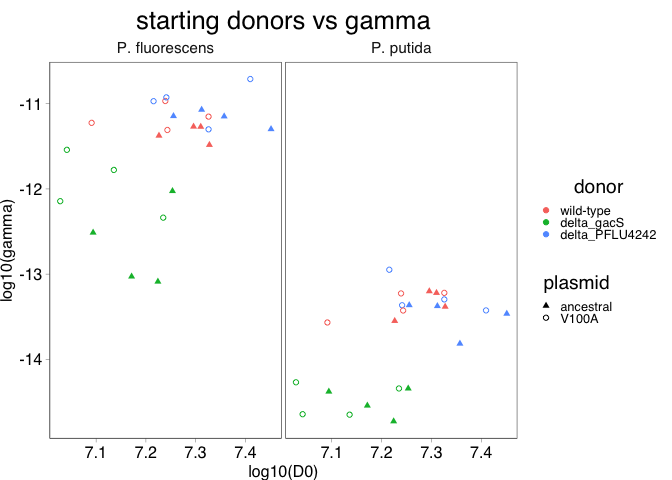 starting donors vs gamma
P. fluorescens
P. putida
log10(gamma)
-11
-12
-13
-14
7.1
7.2
7.3
7.4
7.1
7.2
7.3
7.4
log10(D0)
donor
wild-type
delta_gacS
delta_PFLU4242
plasmid
ancestral
V100A